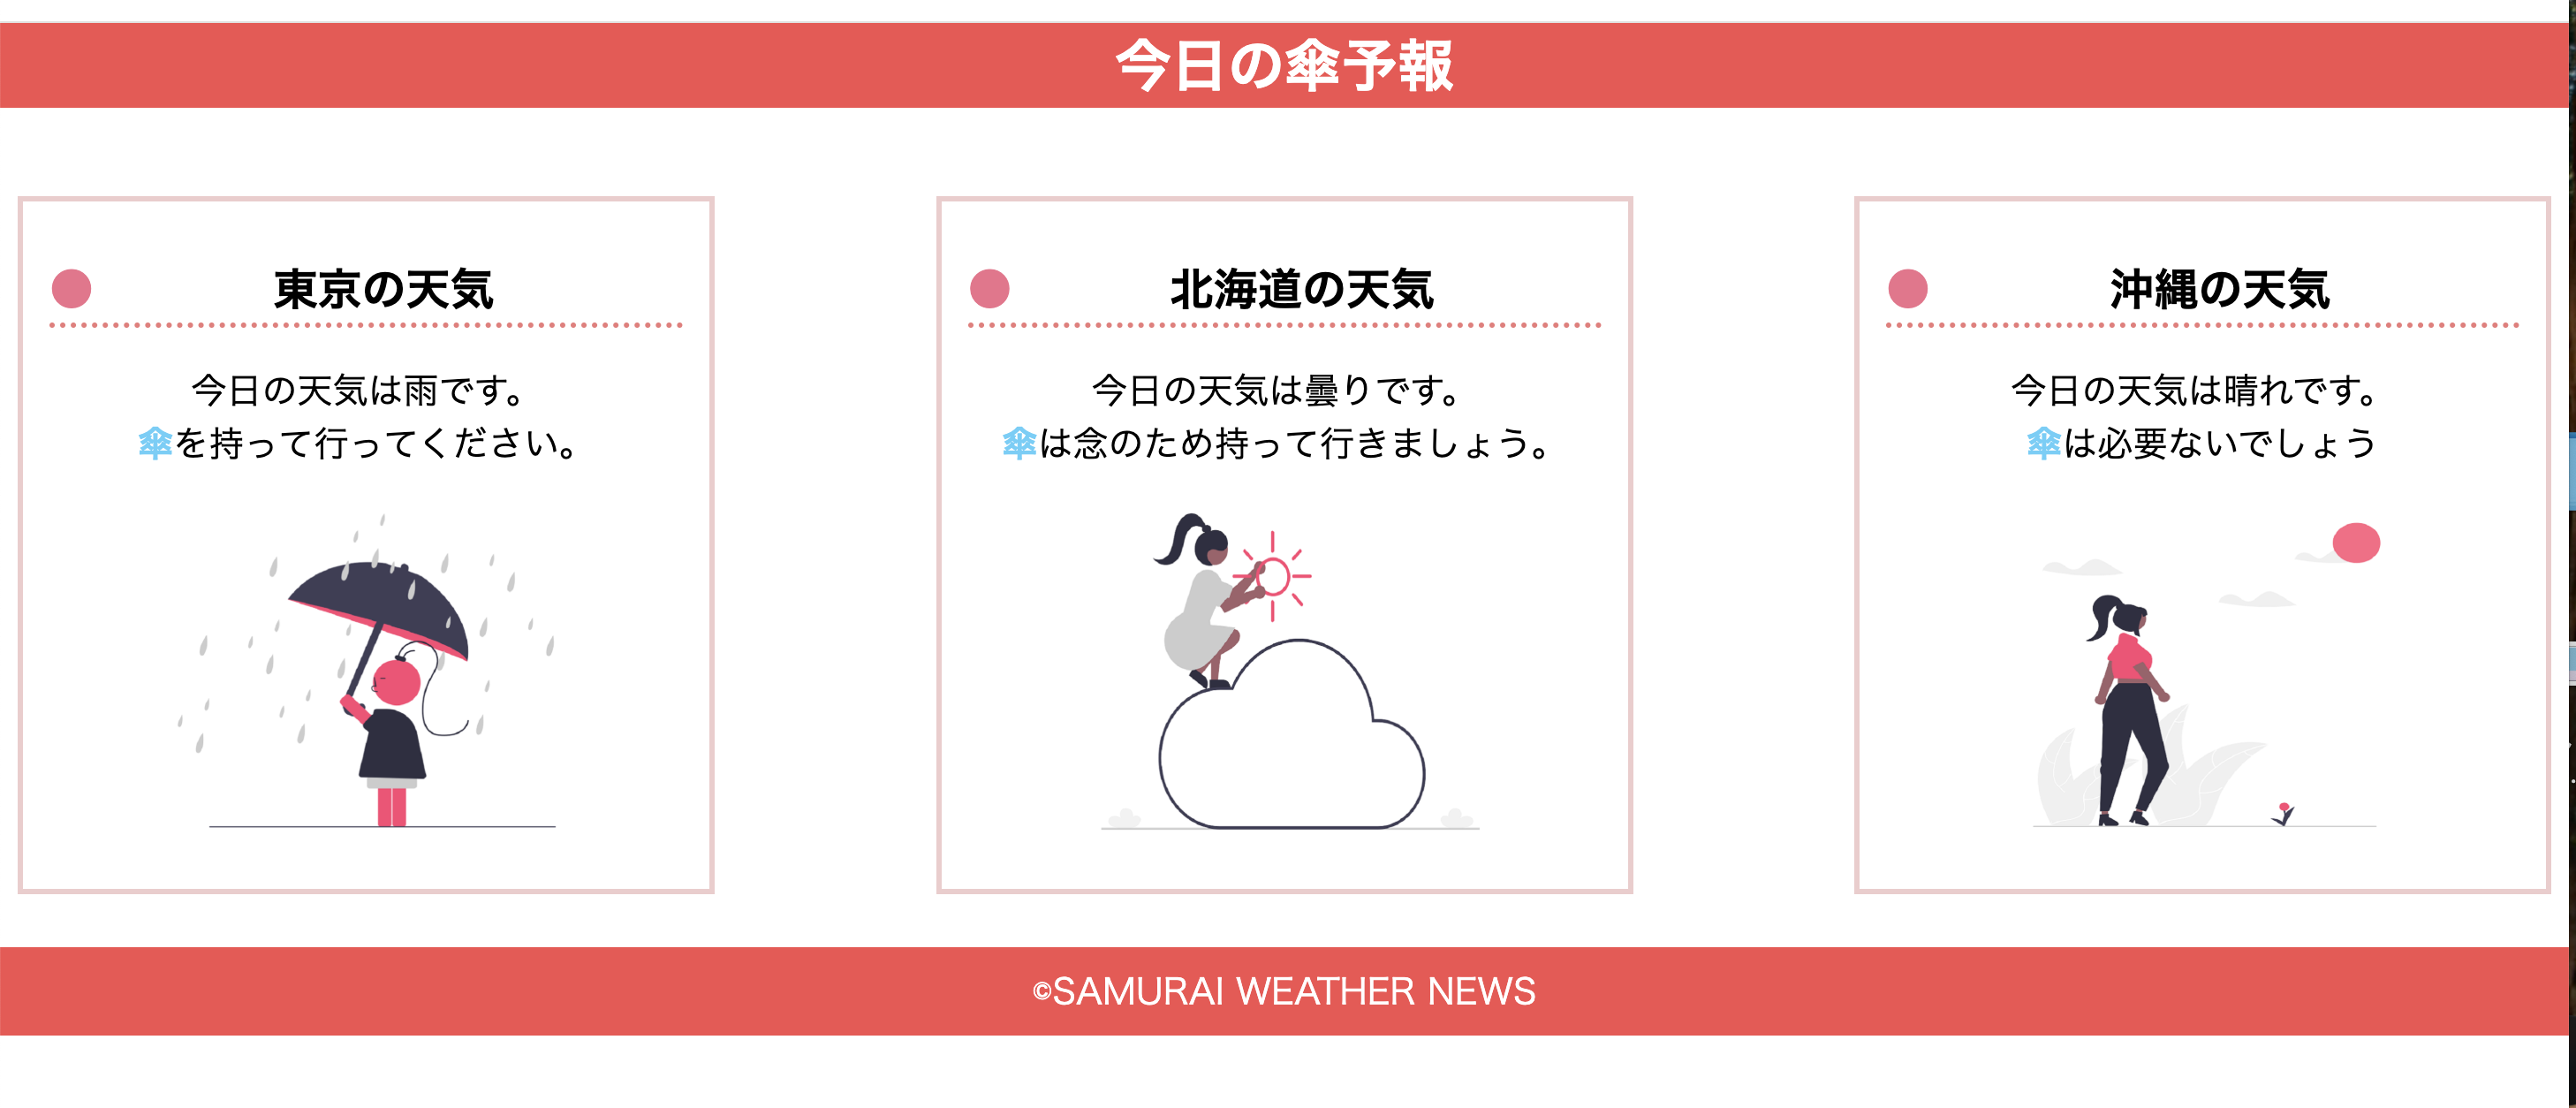 今日の傘予報
東京の天気
今日の天気は雨です。
傘を持って行ってください。
北海道の天気
今日の天気は曇りです。
傘は念のため持って行きましょう。
沖縄の天気
今日の天気は晴れです。
傘は必要ないでしょう
©SAMURAI WEATHER NEWS